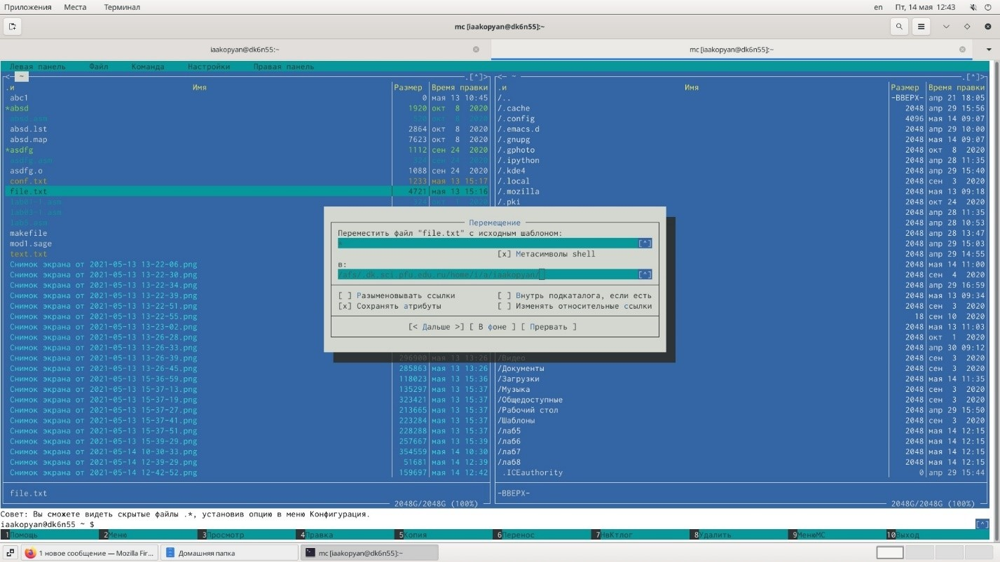 Приложения Места Терминал en Пт, 14 мая 12:43
mc [iaakopyan@dk6n55]:~
iaakopyan@dk6n55:~ mc [iaakopyan@dk6n55]:~
Левая панель Файл Команда Настройки Правая панель
<─ ~ .[^]>
.и Имя Размер Время правки
abc1 0 мая 13 10:45
*absd 1920 окт 8 2020
absd.asm
absd.lst 2864 окт 8 2020
absd.map 7623 окт 8 2020
*asdfg 1112 сен 24 2020
asdfg.asm 324 сен 24 2020
asdfg.o 1088 сен 24 2020
conf.txt 1233 мая 13 15:17
file.txt 4721 мая 13 15:16
makefile
mod1.sage
text.txt
Снимок экрана от 2021-05-13 13-22-06.png
Снимок экрана от 2021-05-13 13-22-30.png
Снимок экрана от 2021-05-13 13-22-34.png
Снимок экрана от 2021-05-13 13-22-39.png
Снимок экрана от 2021-05-13 13-22-51.png
Снимок экрана от 2021-05-13 13-22-55.png
Снимок экрана от 2021-05-13 13-23-02.png
Снимок экрана от 2021-05-13 13-26-28.png
Снимок экрана от 2021-05-13 13-26-33.png
Снимок экрана от 2021-05-13 13-26-39.png 296900 мая 13 13:26
Снимок экрана от 2021-05-13 13-26-45.png 285863 мая 13 13:26
Снимок экрана от 2021-05-13 15-36-59.png 118023 мая 13 15:36
Снимок экрана от 2021-05-13 15-37-13.png 135297 мая 13 15:37
Снимок экрана от 2021-05-13 15-37-19.png 323421 мая 13 15:37
Снимок экрана от 2021-05-13 15-37-27.png 213665 мая 13 15:37
Снимок экрана от 2021-05-13 15-37-41.png 223284 мая 13 15:37
Снимок экрана от 2021-05-13 15-37-51.png 228288 мая 13 15:37
Снимок экрана от 2021-05-13 15-39-29.png 257667 мая 13 15:39
Снимок экрана от 2021-05-14 10-30-33.png 354559 мая 14 10:30
Снимок экрана от 2021-05-14 12-39-29.png 51681 мая 14 12:39
Снимок экрана от 2021-05-14 12-42-52.png 159697 мая 14 12:42
file.txt
2048G/2048G (100%)
<─ ~ .[^]>
.и Имя Размер Время правки
/.. -ВВЕРХ- апр 21 18:05
/.cache 2048 апр 29 15:56
/.config 4096 мая 14 09:07
/.emacs.d 2048 апр 29 10:00
/.gnupg 2048 мая 14 09:07
/.gphoto 2048 окт 8 2020
/.ipython 2048 апр 28 11:35
/.kde4 2048 апр 29 15:40
/.local 2048 сен 3 2020
/.mozilla 2048 мая 13 09:18
/.pki 2048 окт 24 2020
2048 апр 28 11:35
2048 апр 28 10:53
2048 апр 28 13:47
2048 апр 29 15:03
2048 апр 29 14:55
2048 мая 14 11:00
2048 сен 4 2020
2048 апр 29 16:59
2048 мая 13 09:34
2048 сен 3 2020
18 сен 10 2020
2048 мая 13 11:03
2048 окт 1 2020
2048 апр 30 09:12
/Видео 2048 сен 3 2020
/Документы 2048 сен 3 2020
/Загрузки 2048 мая 14 11:35
/Музыка 2048 сен 3 2020
/Общедоступные 2048 сен 3 2020
/Рабочий стол 2048 апр 29 15:50
/Шаблоны 2048 сен 3 2020
/лаб5 2048 мая 14 12:15
/лаб6 2048 мая 14 12:15
/лаб7 2048 мая 14 12:15
/лаб8 2048 мая 14 12:15
.ICEauthority 0 апр 29 15:44
-ВВЕРХ-
2048G/2048G (100%)
Перемещение
Переместить файл "file.txt" с исходным шаблоном:
[^]
[x] Метасимволы shell
в:
/afs/.dk.sci.pfu.edu.ru/home/i/a/iaakopyan/ [^]
[ ] Разыменовывать ссылки [ ] Внутрь подкаталога, если есть
[x] Сохранять атрибуты [ ] Изменять относительные ссылки
[< Дальше >] [ В фоне ] [ Прервать ]
Совет: Вы сможете видеть скрытые файлы .*, установив опцию в меню Конфигурация.
iaakopyan@dk6n55 ~ $ [^]
1Помощь 2Меню 3Просмотр 4Правка 5Копия 6Перенос 7НвКтлог 8Удалить 9МенюМС 10Выход
1 новое сообщение — Mozilla Fir... Домашняя папка mc [iaakopyan@dk6n55]:~